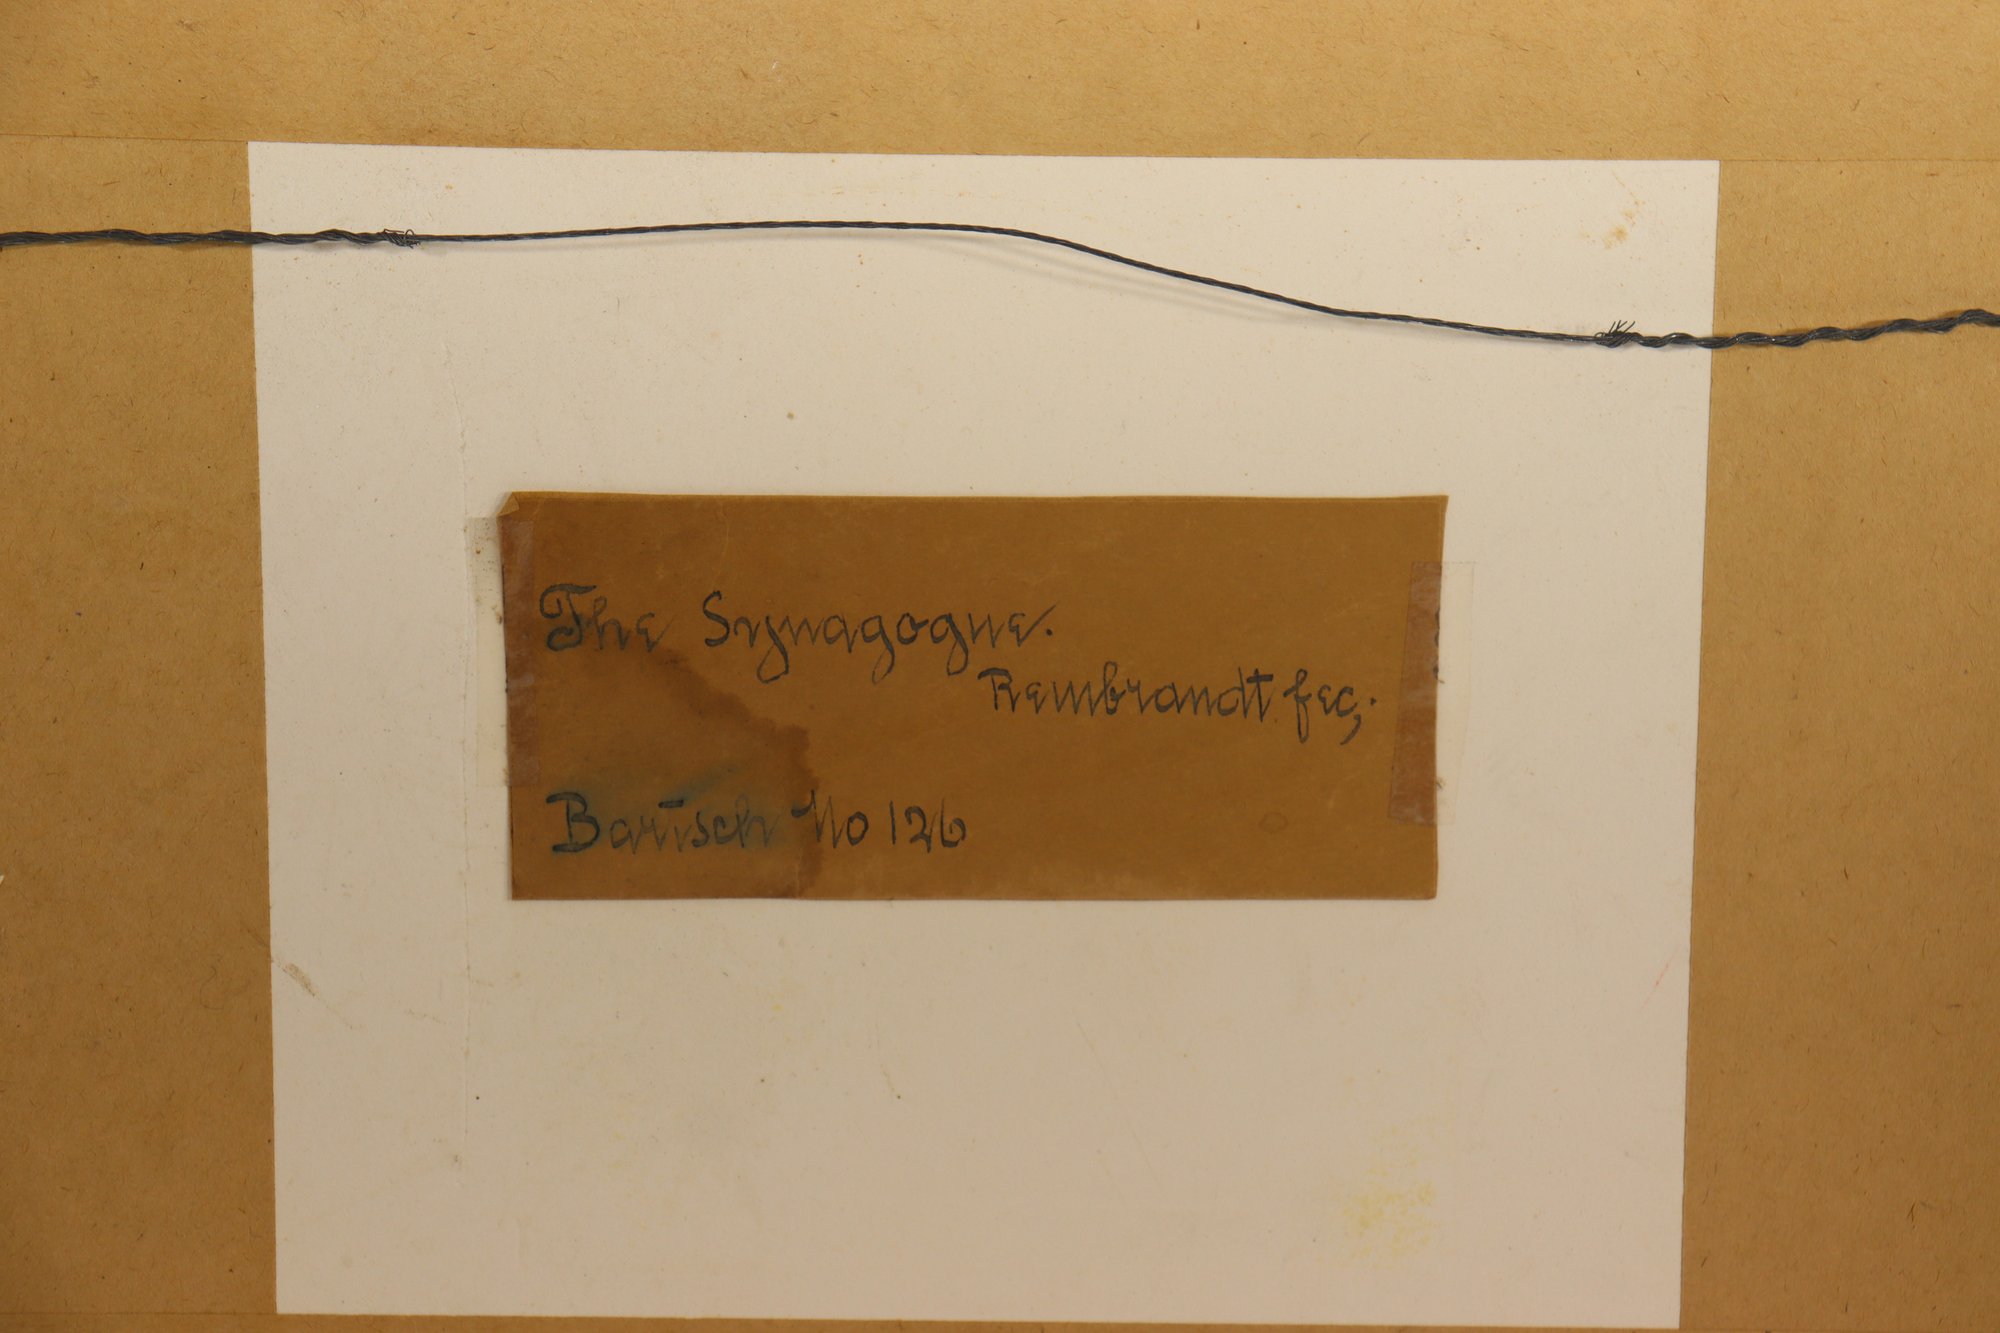 The Synagogue.
Rembrandt fec;.
Bartsch No 126